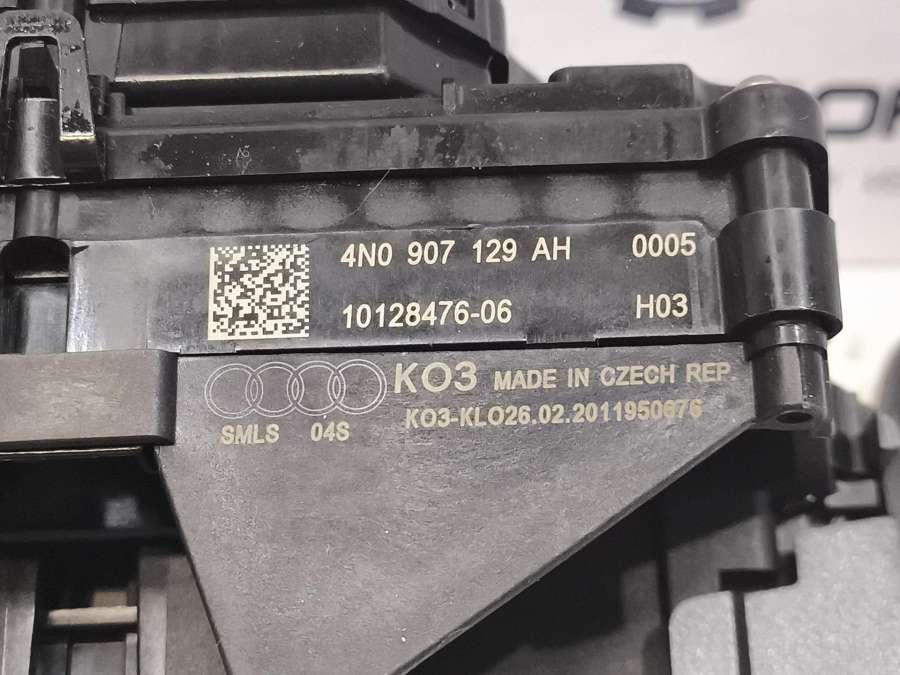 4N0 907 129 AH 0005
10128476-06 H03
KO3 MADE IN CZECH REP
KO3-KLO26.02.2011950676
SMLS 04S